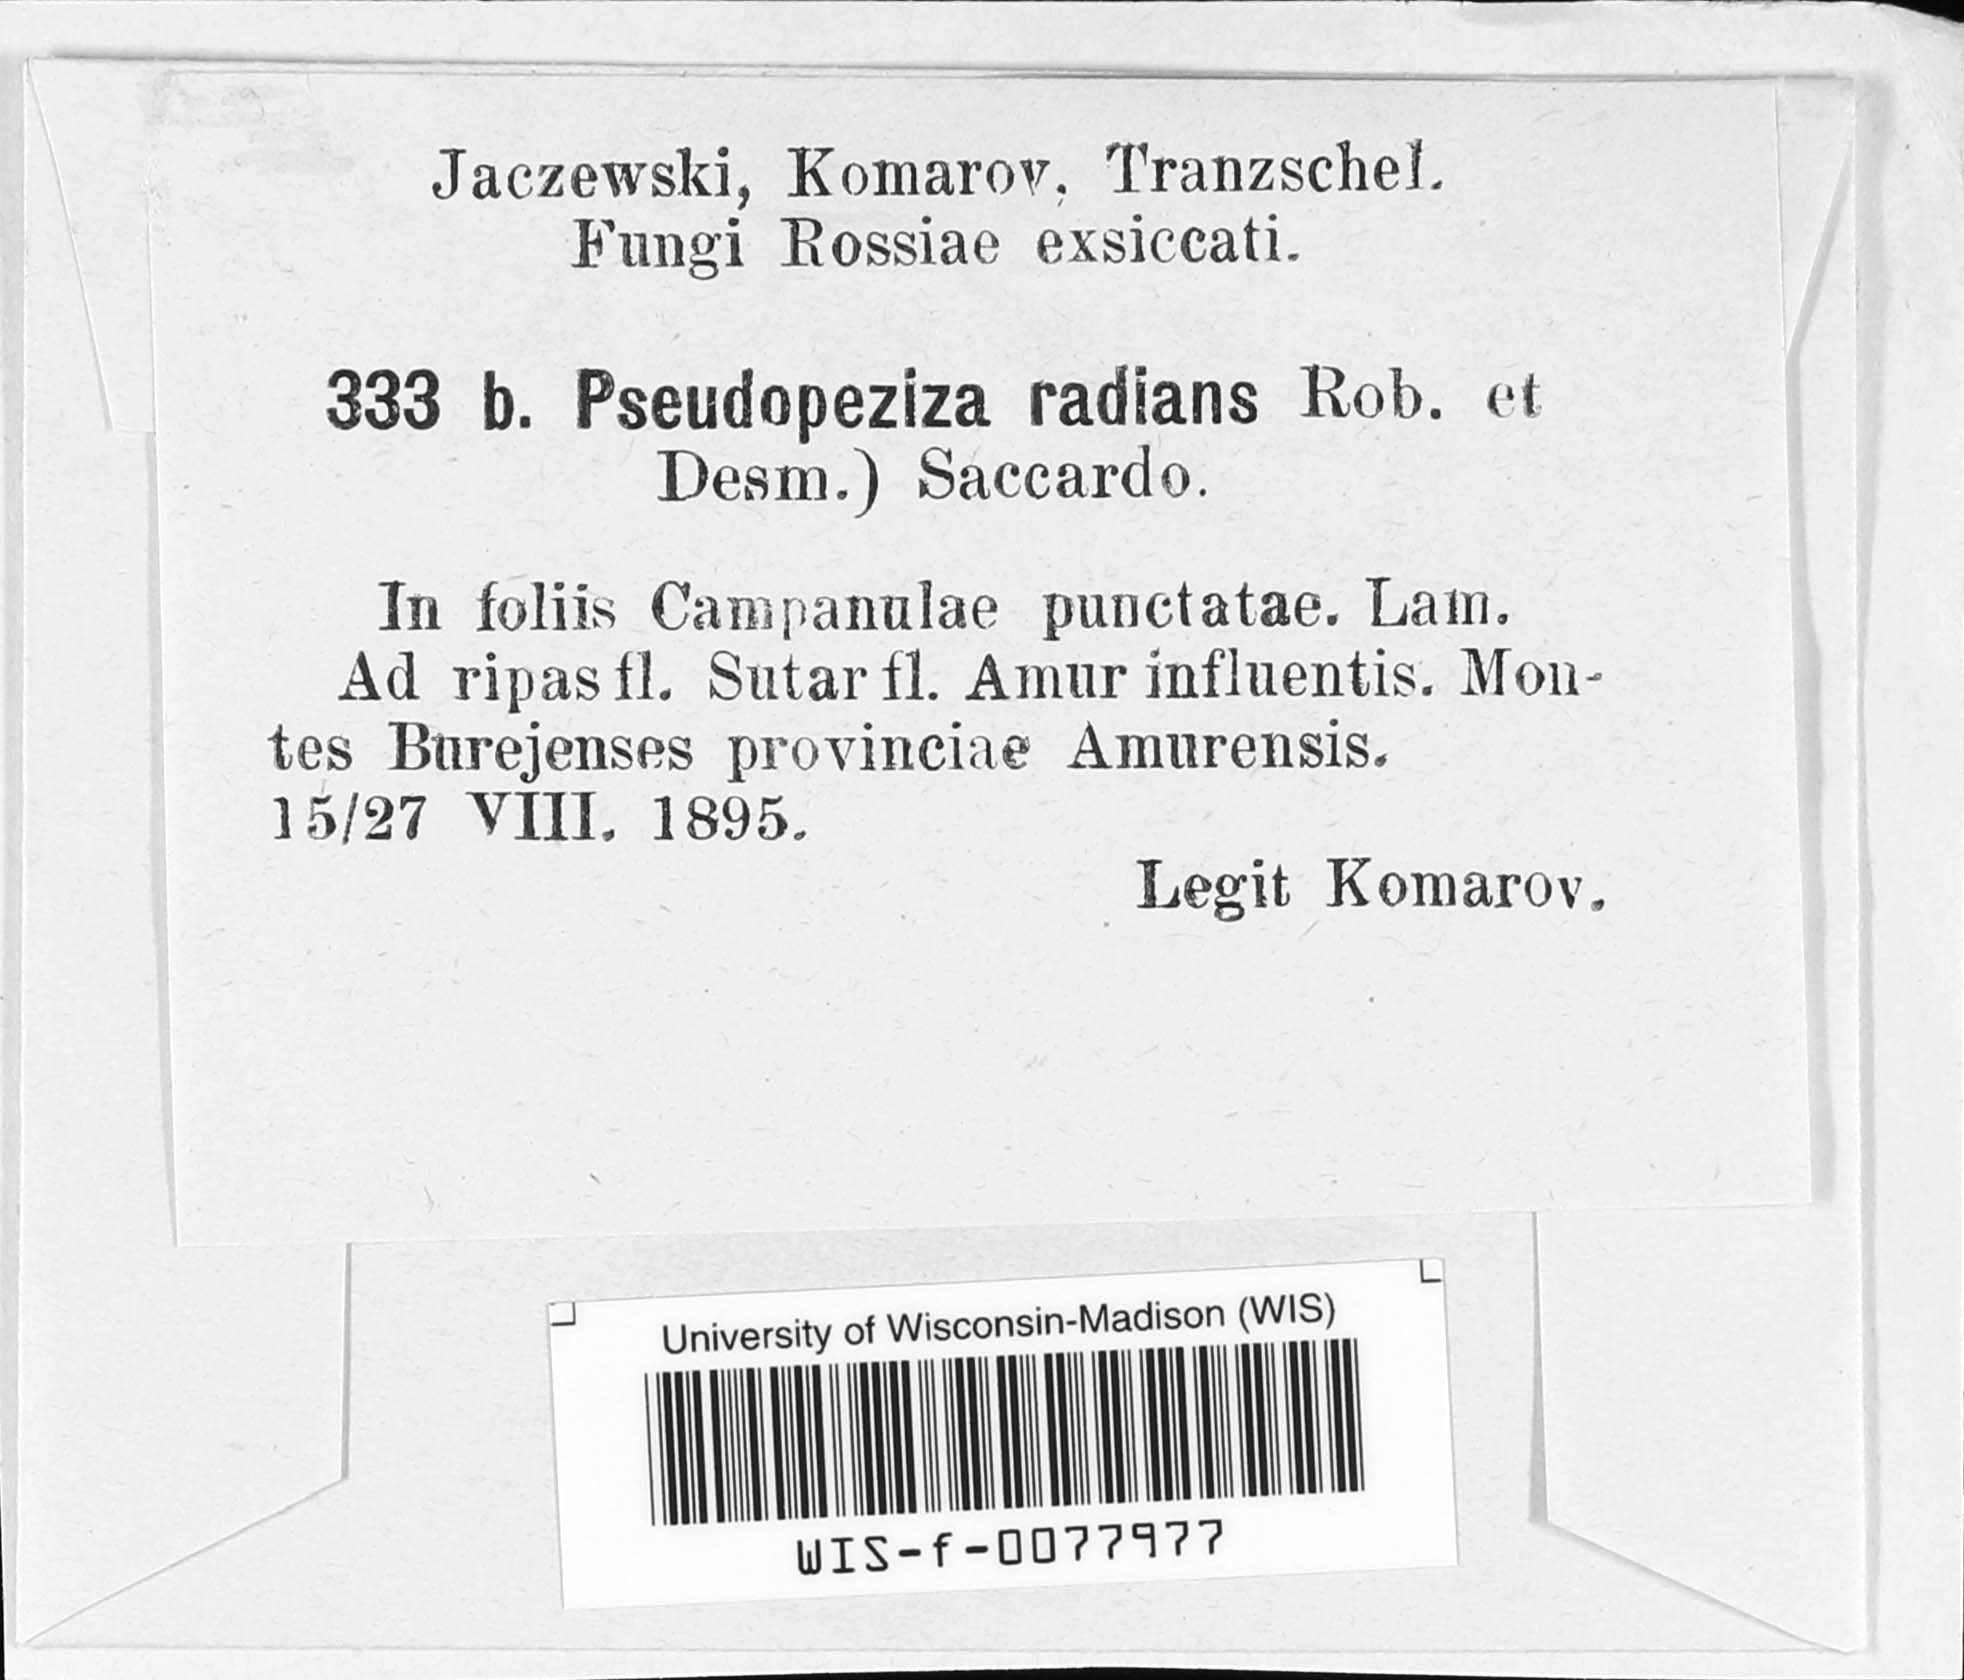 Jaczewski, Komarov, Tranzschel.
Fungi Rossiae exsiccati.
333 b. Pseudopeziza radians Rob. et
Desm.) Saccardo.
In foliis Campanulae punctatae. Lam.
Ad ripas fl. Sutar fl. Amur influentis. Mon-
tes Burejenses provinciae Amurensis.
15/27 VIII. 1895.
Legit Komarov.
University of Wisconsin-Madison (WIS)
WIS-f-0077977